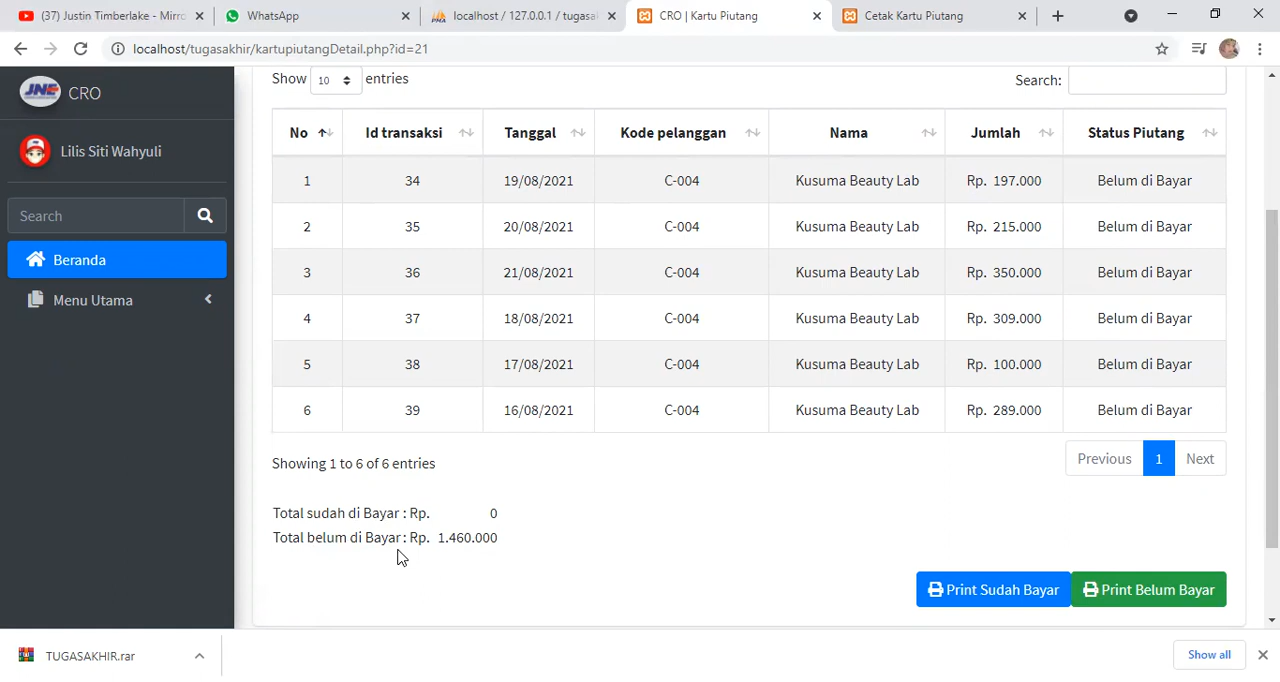 (37) Justin Timberlake - Mirro
WhatsApp
localhost / 127.0.0.1 / tugasa
CRO | Kartu Piutang
Cetak Kartu Piutang
localhost/tugasakhir/kartupiutangDetail.php?id=21
JNE CRO
Lilis Siti Wahyuli
Search
Beranda
Menu Utama
Show 10 entries
Search:
No Id transaksi Tanggal Kode pelanggan Nama Jumlah Status Piutang
1 34 19/08/2021 C-004 Kusuma Beauty Lab Rp. 197.000 Belum di Bayar
2 35 20/08/2021 C-004 Kusuma Beauty Lab Rp. 215.000 Belum di Bayar
3 36 21/08/2021 C-004 Kusuma Beauty Lab Rp. 350.000 Belum di Bayar
4 37 18/08/2021 C-004 Kusuma Beauty Lab Rp. 309.000 Belum di Bayar
5 38 17/08/2021 C-004 Kusuma Beauty Lab Rp. 100.000 Belum di Bayar
6 39 16/08/2021 C-004 Kusuma Beauty Lab Rp. 289.000 Belum di Bayar
Showing 1 to 6 of 6 entries
Previous 1 Next
Total sudah di Bayar : Rp. 0
Total belum di Bayar : Rp. 1.460.000
Print Sudah Bayar
Print Belum Bayar
TUGASAKHIR.rar
Show all